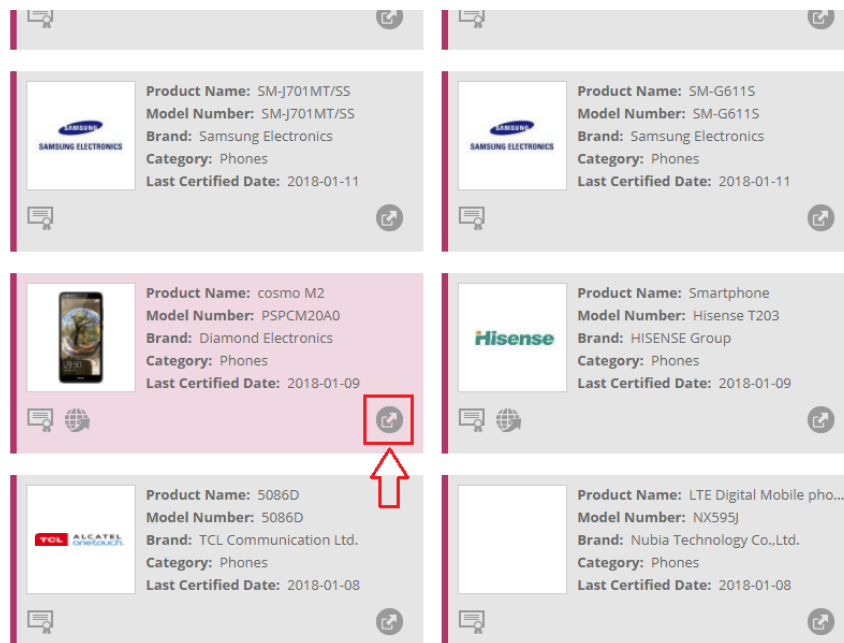 SAMSUNG
SAMSUNG ELECTRONICS
Product Name: SM-J701MT/SS
Model Number: SM-J701MT/SS
Brand: Samsung Electronics
Category: Phones
Last Certified Date: 2018-01-11
SAMSUNG
SAMSUNG ELECTRONICS
Product Name: SM-G611S
Model Number: SM-G611S
Brand: Samsung Electronics
Category: Phones
Last Certified Date: 2018-01-11
Product Name: cosmo M2
Model Number: PSPCM20A0
Brand: Diamond Electronics
Category: Phones
Last Certified Date: 2018-01-09
Hisense
Product Name: Smartphone
Model Number: Hisense T203
Brand: HISENSE Group
Category: Phones
Last Certified Date: 2018-01-09
TCL ALCATEL
onetouch
Product Name: 5086D
Model Number: 5086D
Brand: TCL Communication Ltd.
Category: Phones
Last Certified Date: 2018-01-08
Product Name: LTE Digital Mobile pho...
Model Number: NX595J
Brand: Nubia Technology Co.,Ltd.
Category: Phones
Last Certified Date: 2018-01-08